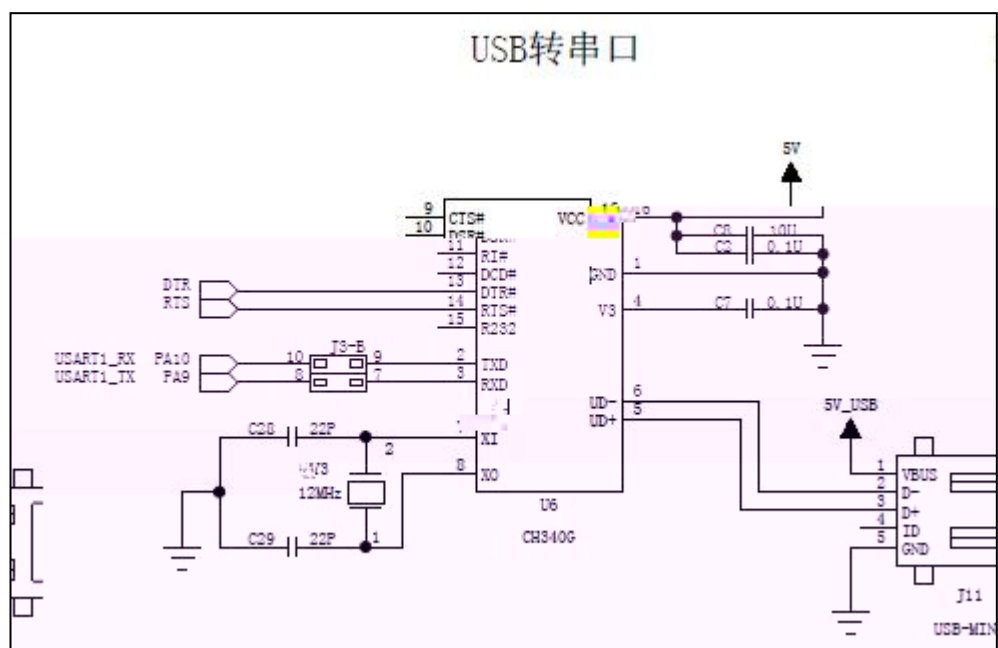 USB转串口
5V
9 CTS# VCC
10 DSR#
C8 10U
11 RI# C2 0.1U
12 DCD# GND 1
DTR 13 DTR#
RTS 14 RTS# V3 4 C7 0.1U
15 R232
J3-B
USART1_RX PA10 10 9 2 TXD
USART1_TX PA9 8 7 3 RXD
UD- 6
UD+ 5
5V_USB
C28 22P 2 XI
8 XO
12MHz
1 VBUS
2 D-
3 D+
4 ID
5 GND
U6
C29 22P 1 CH340G
J11
USB-MIN